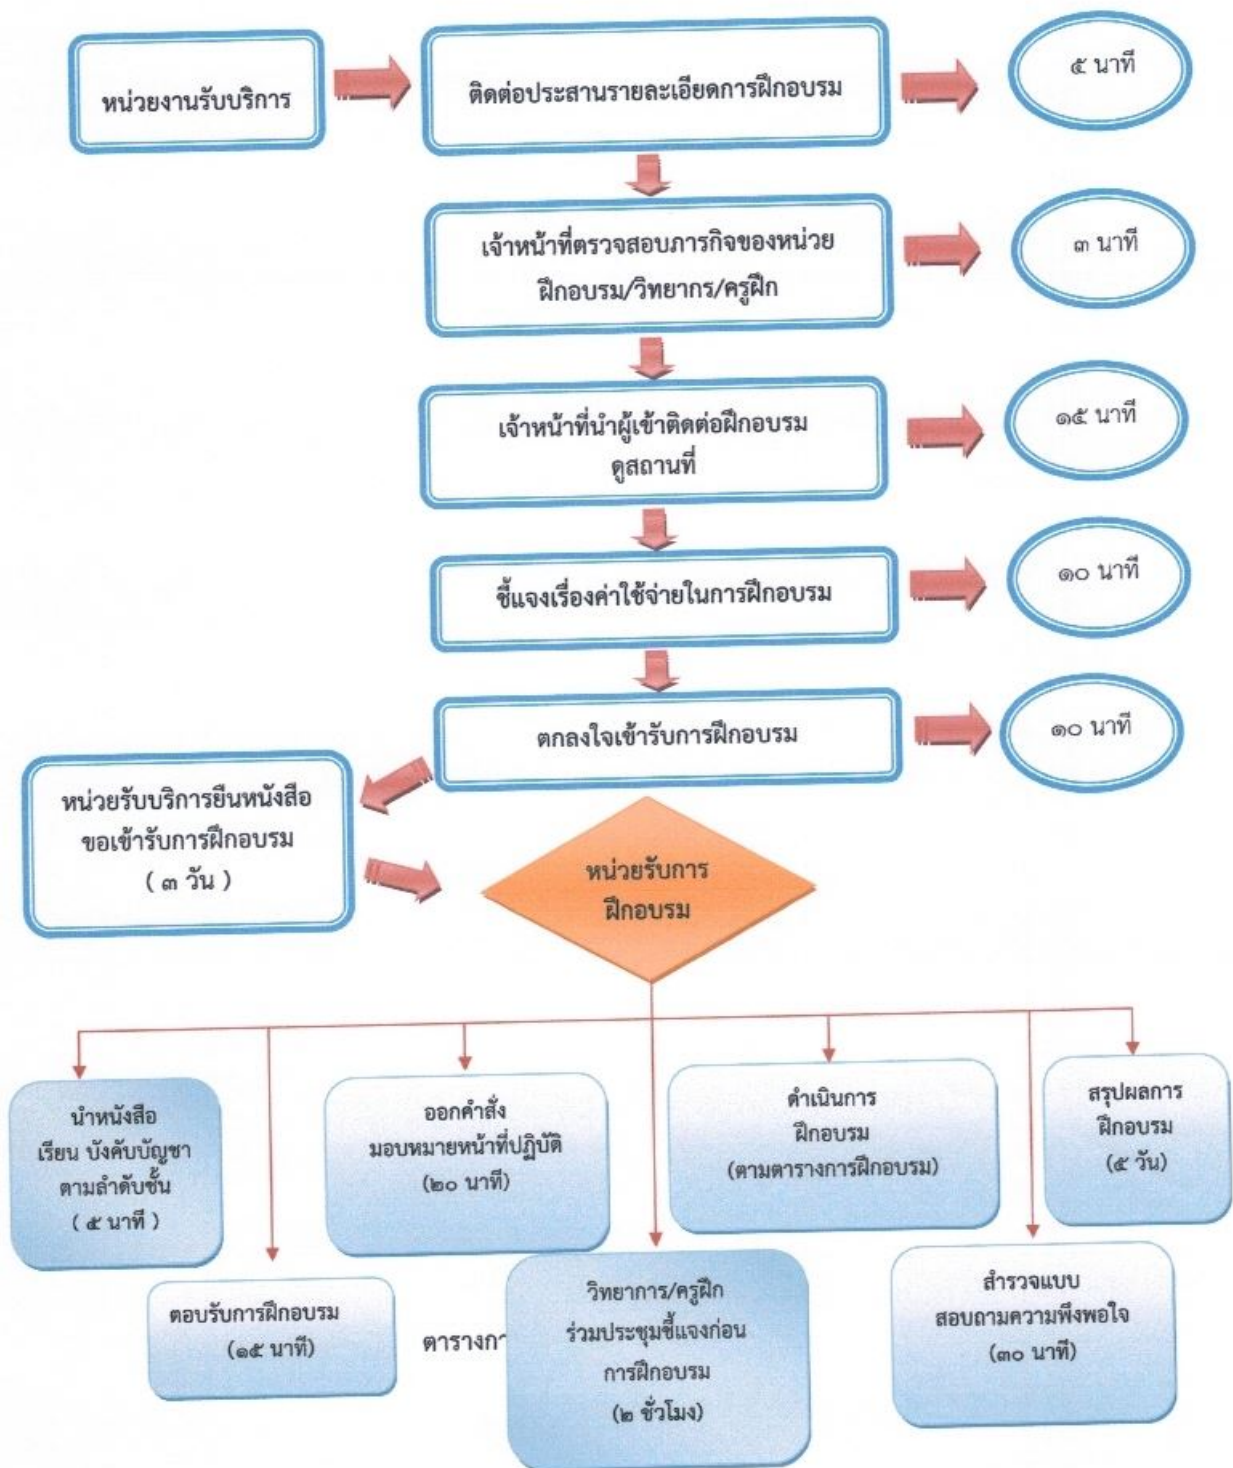 หน่วยงานรับบริการ
ติดต่อประสานรายละเอียดการฝึกอบรม
๕ นาที
เจ้าหน้าที่ตรวจสอบภารกิจของหน่วย
ฝึกอบรม/วิทยากร/ครูฝึก
๓ นาที
เจ้าหน้าที่นำผู้เข้าติดต่อฝึกอบรม
ดูสถานที่
๑๕ นาที
ชี้แจงเรื่องค่าใช้จ่ายในการฝึกอบรม
๑๐ นาที
ตกลงใจเข้ารับการฝึกอบรม
๑๐ นาที
หน่วยรับบริการยืนหนังสือ
ขอเข้ารับการฝึกอบรม
( ๓ วัน )
หน่วยรับการ
ฝึกอบรม
นำหนังสือ
เรียน บังคับบัญชา
ตามลำดับชั้น
( ๕ นาที )
ตอบรับการฝึกอบรม
(๑๕ นาที)
ออกคำสั่ง
มอบหมายหน้าที่ปฏิบัติ
(๒๐ นาที)
ตารางกา
วิทยาการ/ครูฝึก
ร่วมประชุมชี้แจงก่อน
การฝึกอบรม
(๒ ชั่วโมง)
ดำเนินการ
ฝึกอบรม
(ตามตารางการฝึกอบรม)
สำรวจแบบ
สอบถามความพึงพอใจ
(๓๐ นาที)
สรุปผลการ
ฝึกอบรม
(๕ วัน)